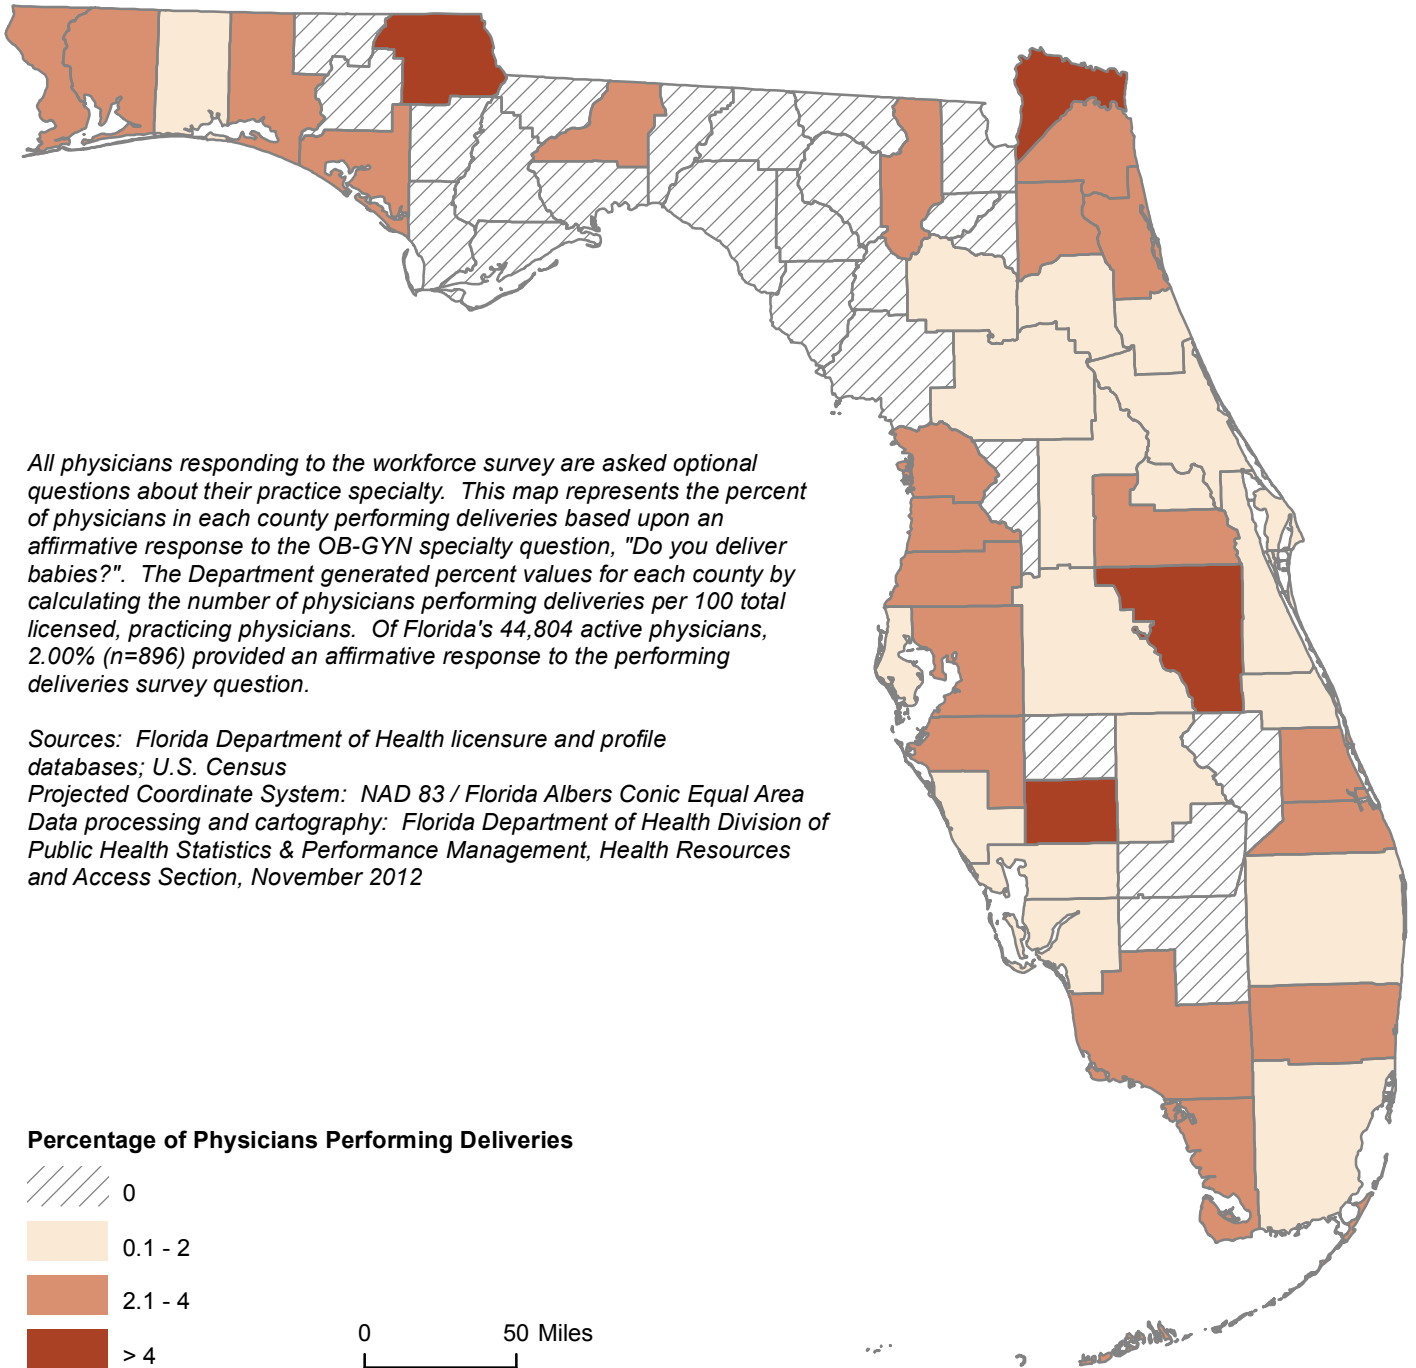 All physicians responding to the workforce survey are asked optional
questions about their practice specialty.  This map represents the percent
of physicians in each county performing deliveries based upon an
affirmative response to the OB-GYN specialty question, "Do you deliver
babies?".  The Department generated percent values for each county by
calculating the number of physicians performing deliveries per 100 total
licensed, practicing physicians.  Of Florida's 44,804 active physicians,
2.00% (n=896) provided an affirmative response to the performing
deliveries survey question.
Sources:  Florida Department of Health licensure and profile
databases; U.S. Census
Projected Coordinate System:  NAD 83 / Florida Albers Conic Equal Area
Data processing and cartography:  Florida Department of Health Division of
Public Health Statistics & Performance Management, Health Resources
and Access Section, November 2012
Percentage of Physicians Performing Deliveries
0
0.1 - 2
2.1 - 4
> 4
0 50 Miles